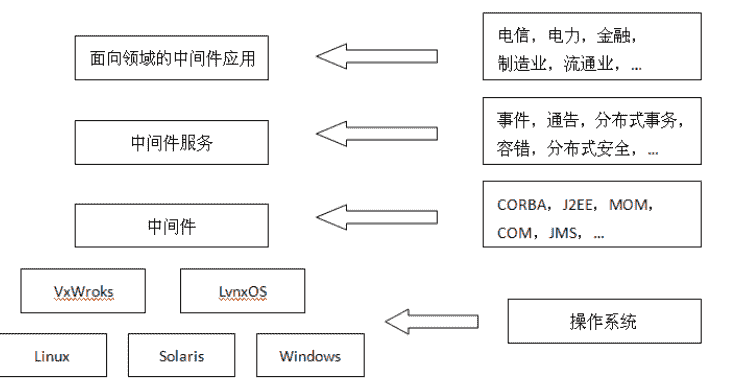 面向领域的中间件应用
电信，电力，金融，
制造业，流通业，…
中间件服务
事件，通告，分布式事务，
容错，分布式安全，…
中间件
CORBA，J2EE，MOM，
COM，JMS，…
VxWroks
LvnxOS
操作系统
Linux
Solaris
Windows